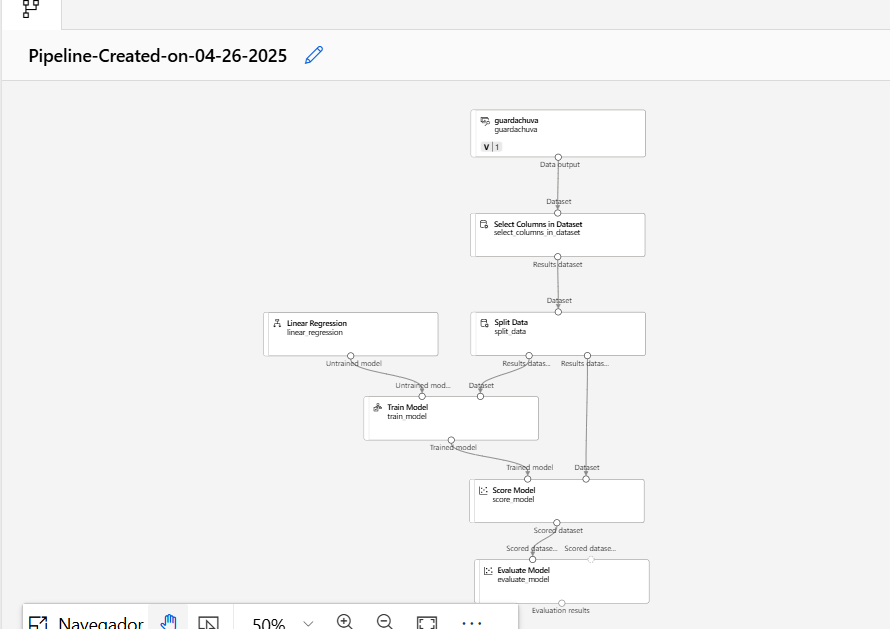 Pipeline-Created-on-04-26-2025
guardachuva
guardachuva
v 1
Data output
Dataset
Select Columns in Dataset
select_columns_in_dataset
Results dataset
Dataset
Linear Regression
linear_regression
Split Data
split_data
Untrained model
Results datas...
Results datas...
Untrained mod...
Dataset
Train Model
train_model
Trained model
Trained model
Dataset
Score Model
score_model
Scored dataset
Scored datase...
Scored datase...
Evaluate Model
evaluate_model
Evaluation results
Navegador
50%